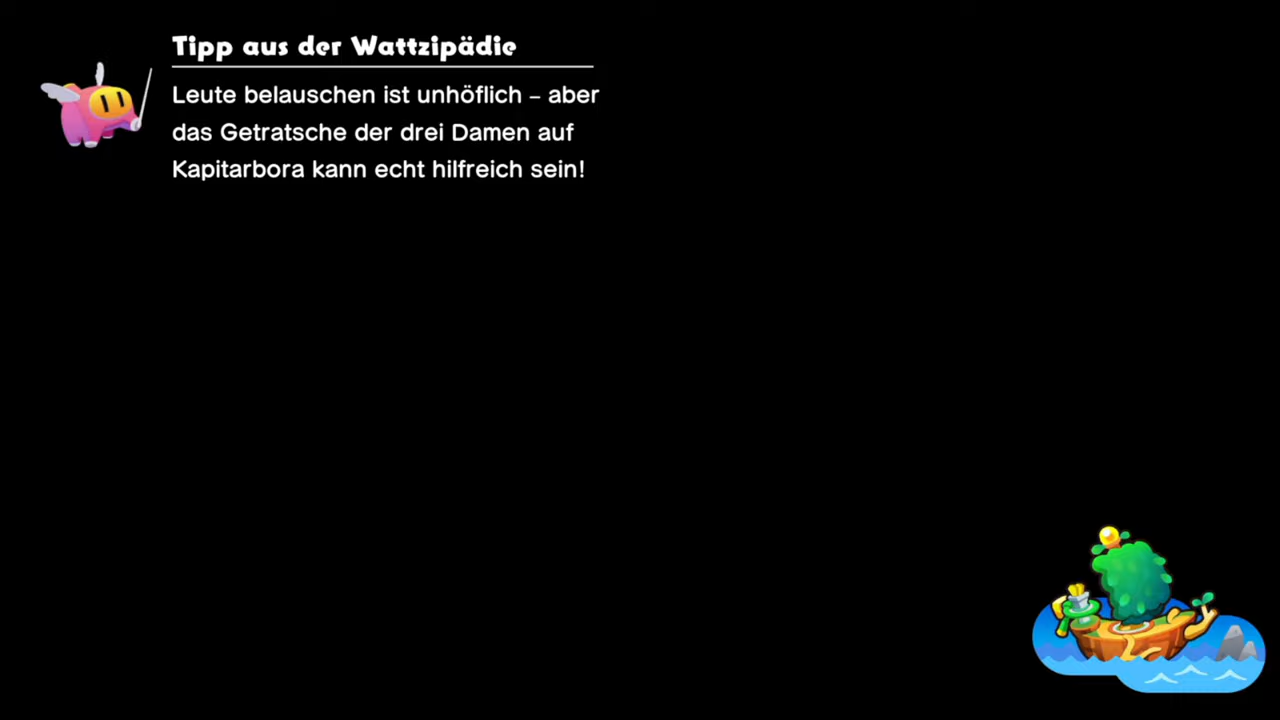 Tipp aus der Wattzipädie
Leute belauschen ist unhöflich – aber
das Getratsche der drei Damen auf
Kapitarbora kann echt hilfreich sein!